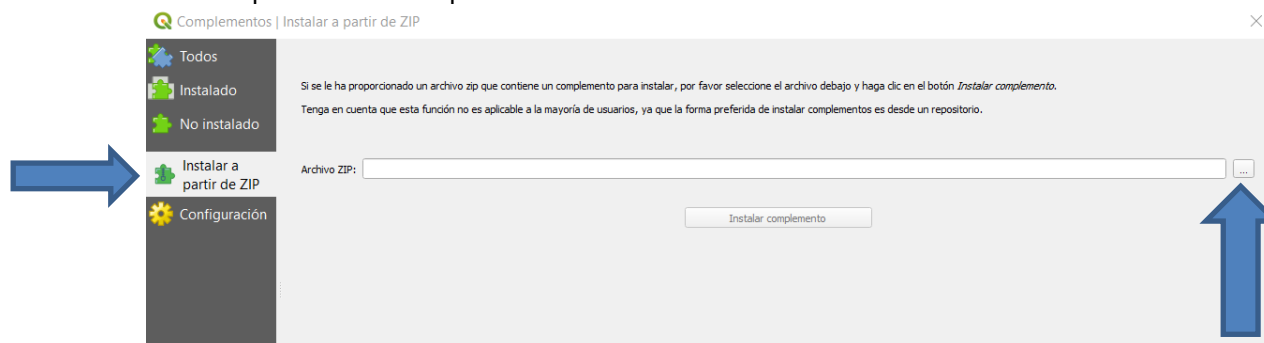 Complementos | Instalar a partir de ZIP
Todos
Instalado
No instalado
Instalar a
partir de ZIP
Configuración
Si se le ha proporcionado un archivo zip que contiene un complemento para instalar, por favor seleccione el archivo debajo y haga clic en el botón Instalar complemento.
Tenga en cuenta que esta función no es aplicable a la mayoría de usuarios, ya que la forma preferida de instalar complementos es desde un repositorio.
Archivo ZIP:
...
Instalar complemento